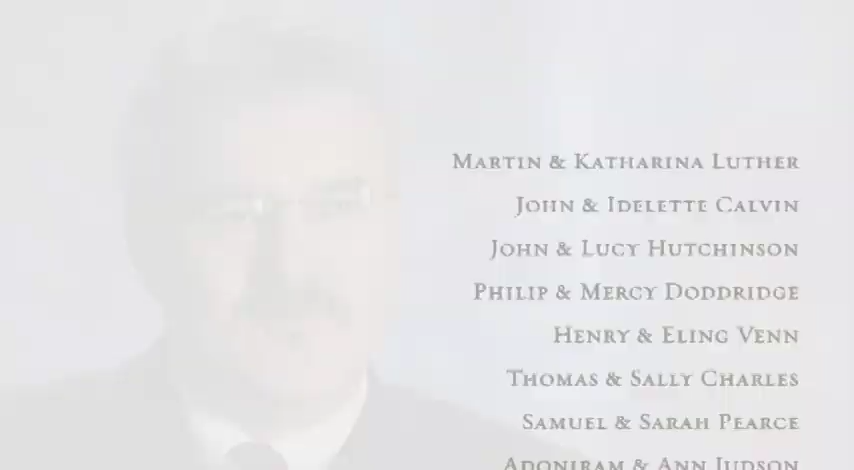 Martin & Katharina Luther
John & Idelette Calvin
John & Lucy Hutchinson
Philip & Mercy Doddridge
Henry & Eling Venn
Thomas & Sally Charles
Samuel & Sarah Pearce
Adoniram & Ann Judson